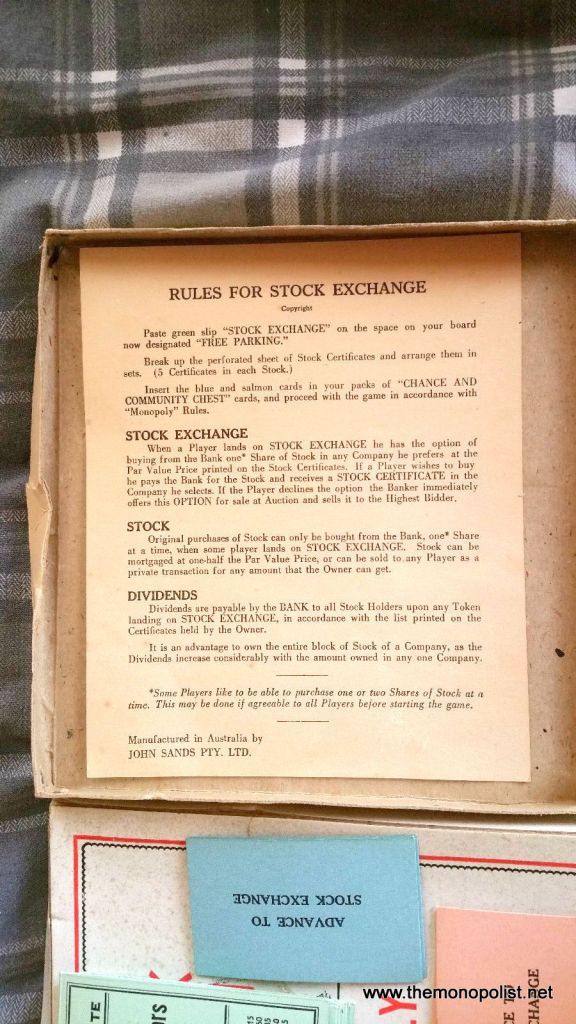 RULES FOR STOCK EXCHANGE
Copyright
Paste green slip "STOCK EXCHANGE" on the space on your board
now designated "FREE PARKING."
Break up the perforated sheet of Stock Certificates and arrange them in
sets. (5 Certificates in each Stock.)
Insert the blue and salmon cards in your packs of "CHANCE AND
COMMUNITY CHEST" cards, and proceed with the game in accordance with
"Monopoly" Rules.
STOCK EXCHANGE
When a Player lands on STOCK EXCHANGE he has the option of
buying from the Bank one* Share of Stock in any Company he prefers at the
Par Value Price printed on the Stock Certificates. If a Player wishes to buy
he pays the Bank for the Stock and receives a STOCK CERTIFICATE in the
Company he selects. If the Player declines the option the Banker immediately
offers this OPTION for sale at Auction and sells it to the Highest Bidder.
STOCK
Original purchases of Stock can only be bought from the Bank, one* Share
at a time, when some player lands on STOCK EXCHANGE. Stock can be
mortgaged at one-half the Par Value Price, or can be sold to any Player as a
private transaction for any amount that the Owner can get.
DIVIDENDS
Dividends are payable by the BANK to all Stock Holders upon any Token
landing on STOCK EXCHANGE, in accordance with the list printed on the
Certificates held by the Owner.
It is an advantage to own the entire block of Stock of a Company, as the
Dividends increase considerably with the amount owned in any one Company.
*Some Players like to be able to purchase one or two Shares of Stock at a
time. This may be done if agreeable to all Players before starting the game.
Manufactured in Australia by
JOHN SANDS PTY. LTD.
ADVANCE TO
STOCK EXCHANGE
www.themonopolist.net